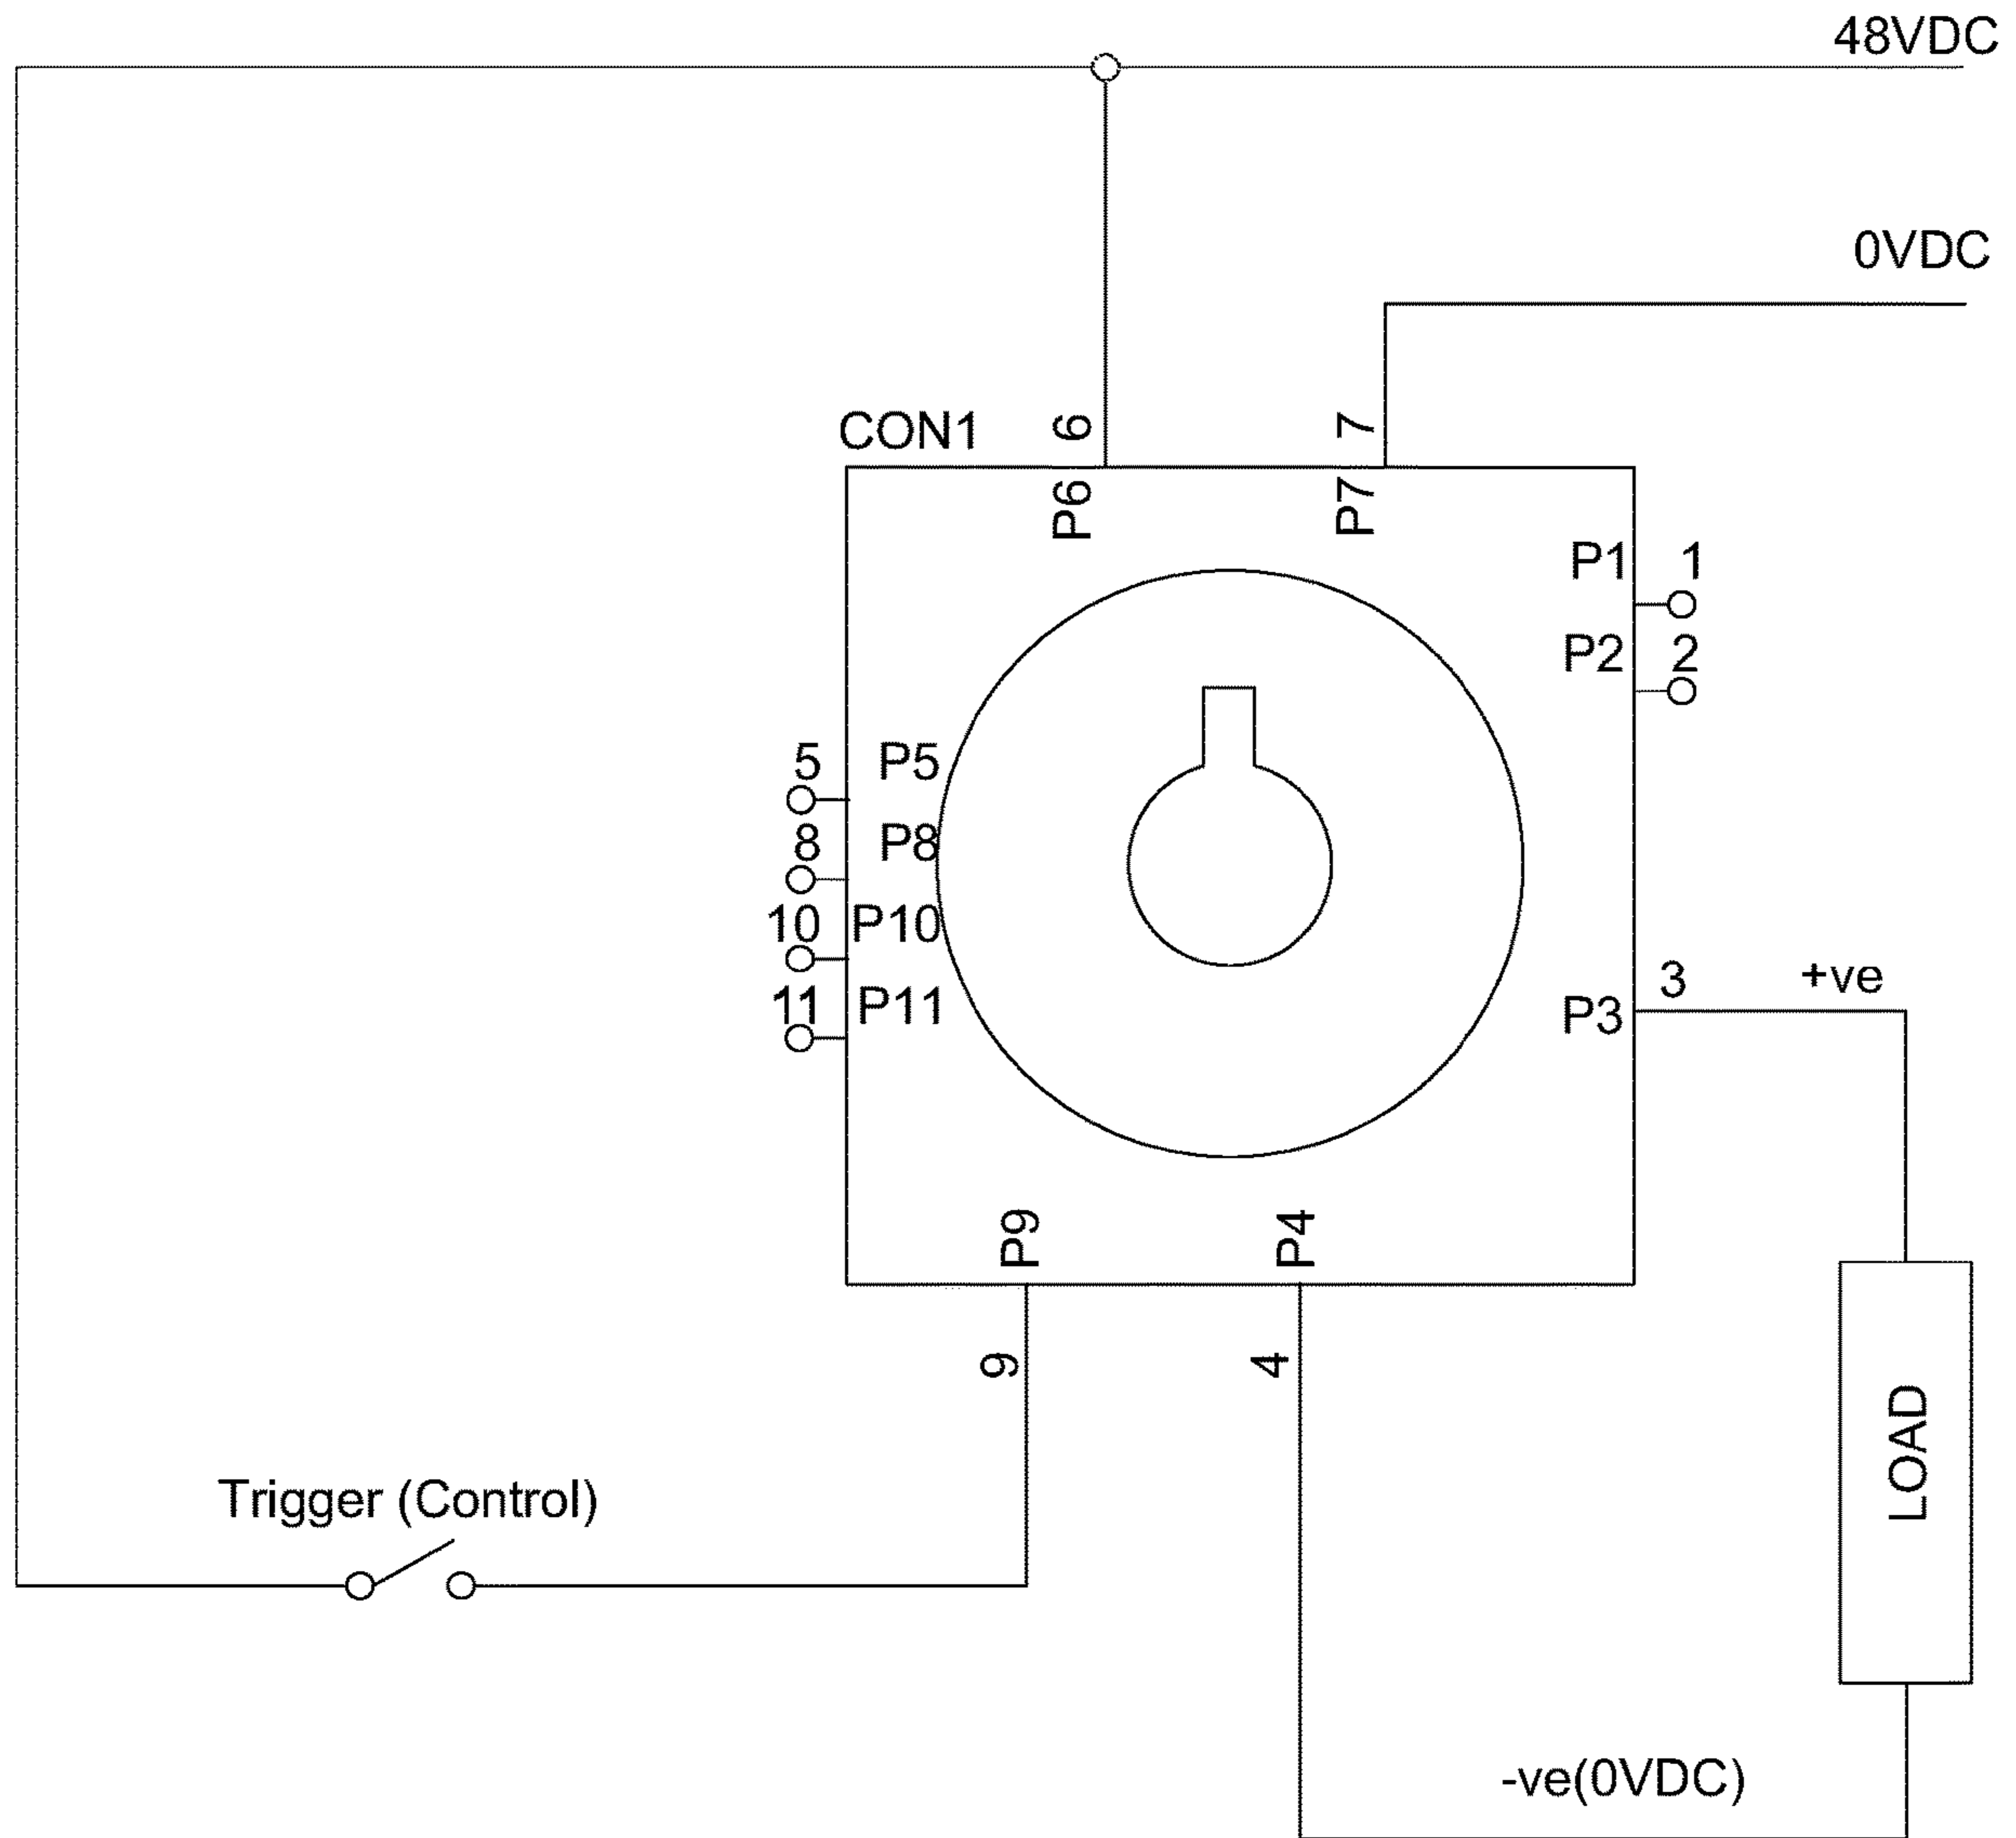 48VDC
0VDC
CON1
6
7
P6
P7
P1 1
P2 2
5 P5
8 P8
10 P10
11 P11
3 +ve
P3
P9
P4
9
4
LOAD
Trigger (Control)
-ve(0VDC)